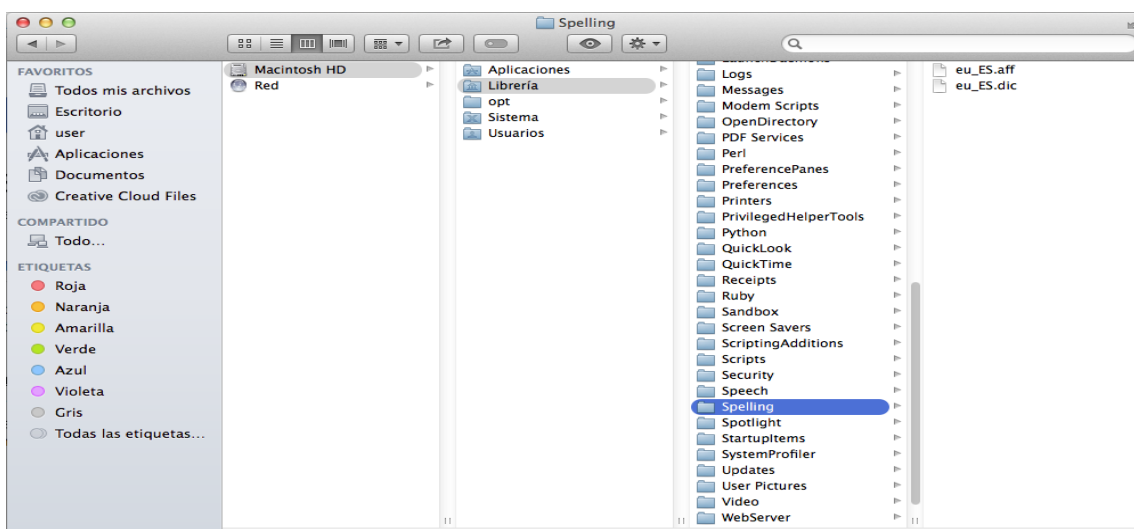 Spelling
FAVORITOS
Todos mis archivos
Escritorio
user
Aplicaciones
Documentos
Creative Cloud Files
COMPARTIDO
Todo...
ETIQUETAS
Roja
Naranja
Amarilla
Verde
Azul
Violeta
Gris
Todas las etiquetas...
Macintosh HD
Red
Aplicaciones
Librería
opt
Sistema
Usuarios
Logs
Messages
Modem Scripts
OpenDirectory
PDF Services
Perl
PreferencePanes
Preferences
Printers
PrivilegedHelperTools
Python
QuickLook
QuickTime
Receipts
Ruby
Sandbox
Screen Savers
ScriptingAdditions
Scripts
Security
Speech
Spelling
Spotlight
StartupItems
SystemProfiler
Updates
User Pictures
Video
WebServer
eu_ES.aff
eu_ES.dic